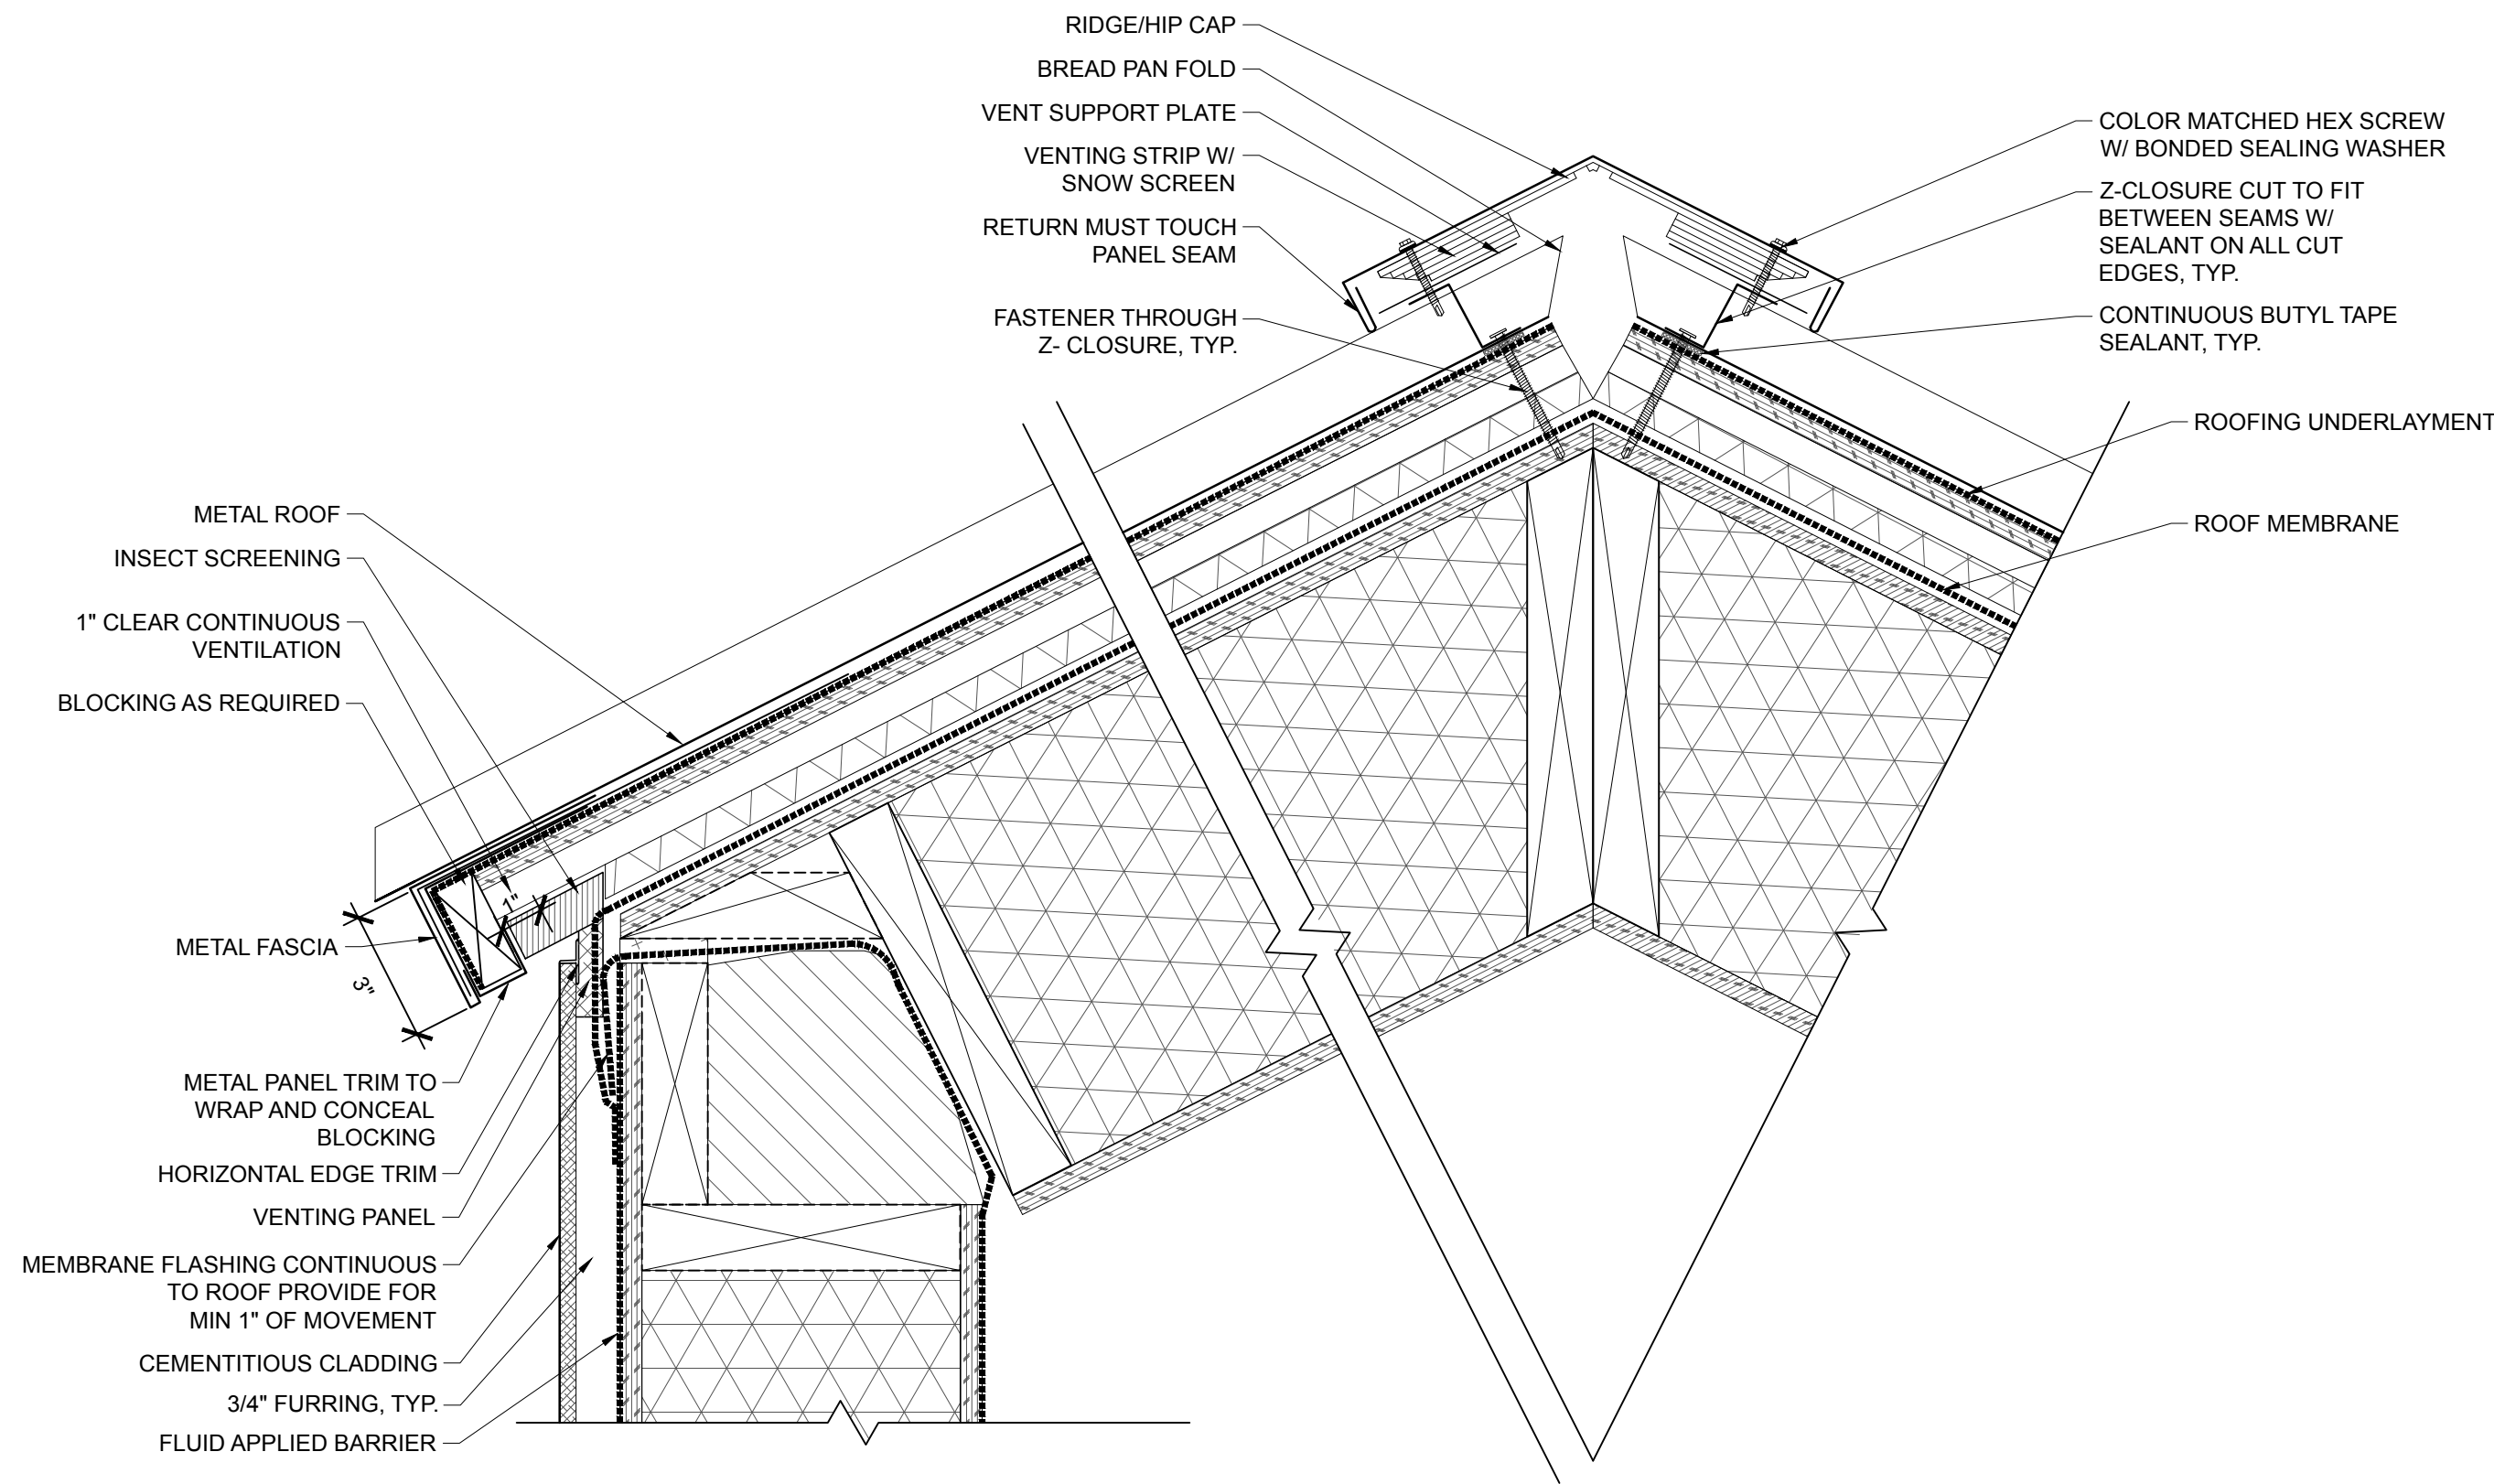 RIDGE/HIP CAP
BREAD PAN FOLD
VENT SUPPORT PLATE
VENTING STRIP W/
SNOW SCREEN
RETURN MUST TOUCH
PANEL SEAM
FASTENER THROUGH
Z- CLOSURE, TYP.
COLOR MATCHED HEX SCREW
W/ BONDED SEALING WASHER
Z-CLOSURE CUT TO FIT
BETWEEN SEAMS W/
SEALANT ON ALL CUT
EDGES, TYP.
CONTINUOUS BUTYL TAPE
SEALANT, TYP.
ROOFING UNDERLAYMENT
ROOF MEMBRANE
METAL ROOF
INSECT SCREENING
1" CLEAR CONTINUOUS
VENTILATION
BLOCKING AS REQUIRED
1"
METAL FASCIA
3"
METAL PANEL TRIM TO
WRAP AND CONCEAL
BLOCKING
HORIZONTAL EDGE TRIM
VENTING PANEL
MEMBRANE FLASHING CONTINUOUS
TO ROOF PROVIDE FOR
MIN 1" OF MOVEMENT
CEMENTITIOUS CLADDING
3/4" FURRING, TYP.
FLUID APPLIED BARRIER